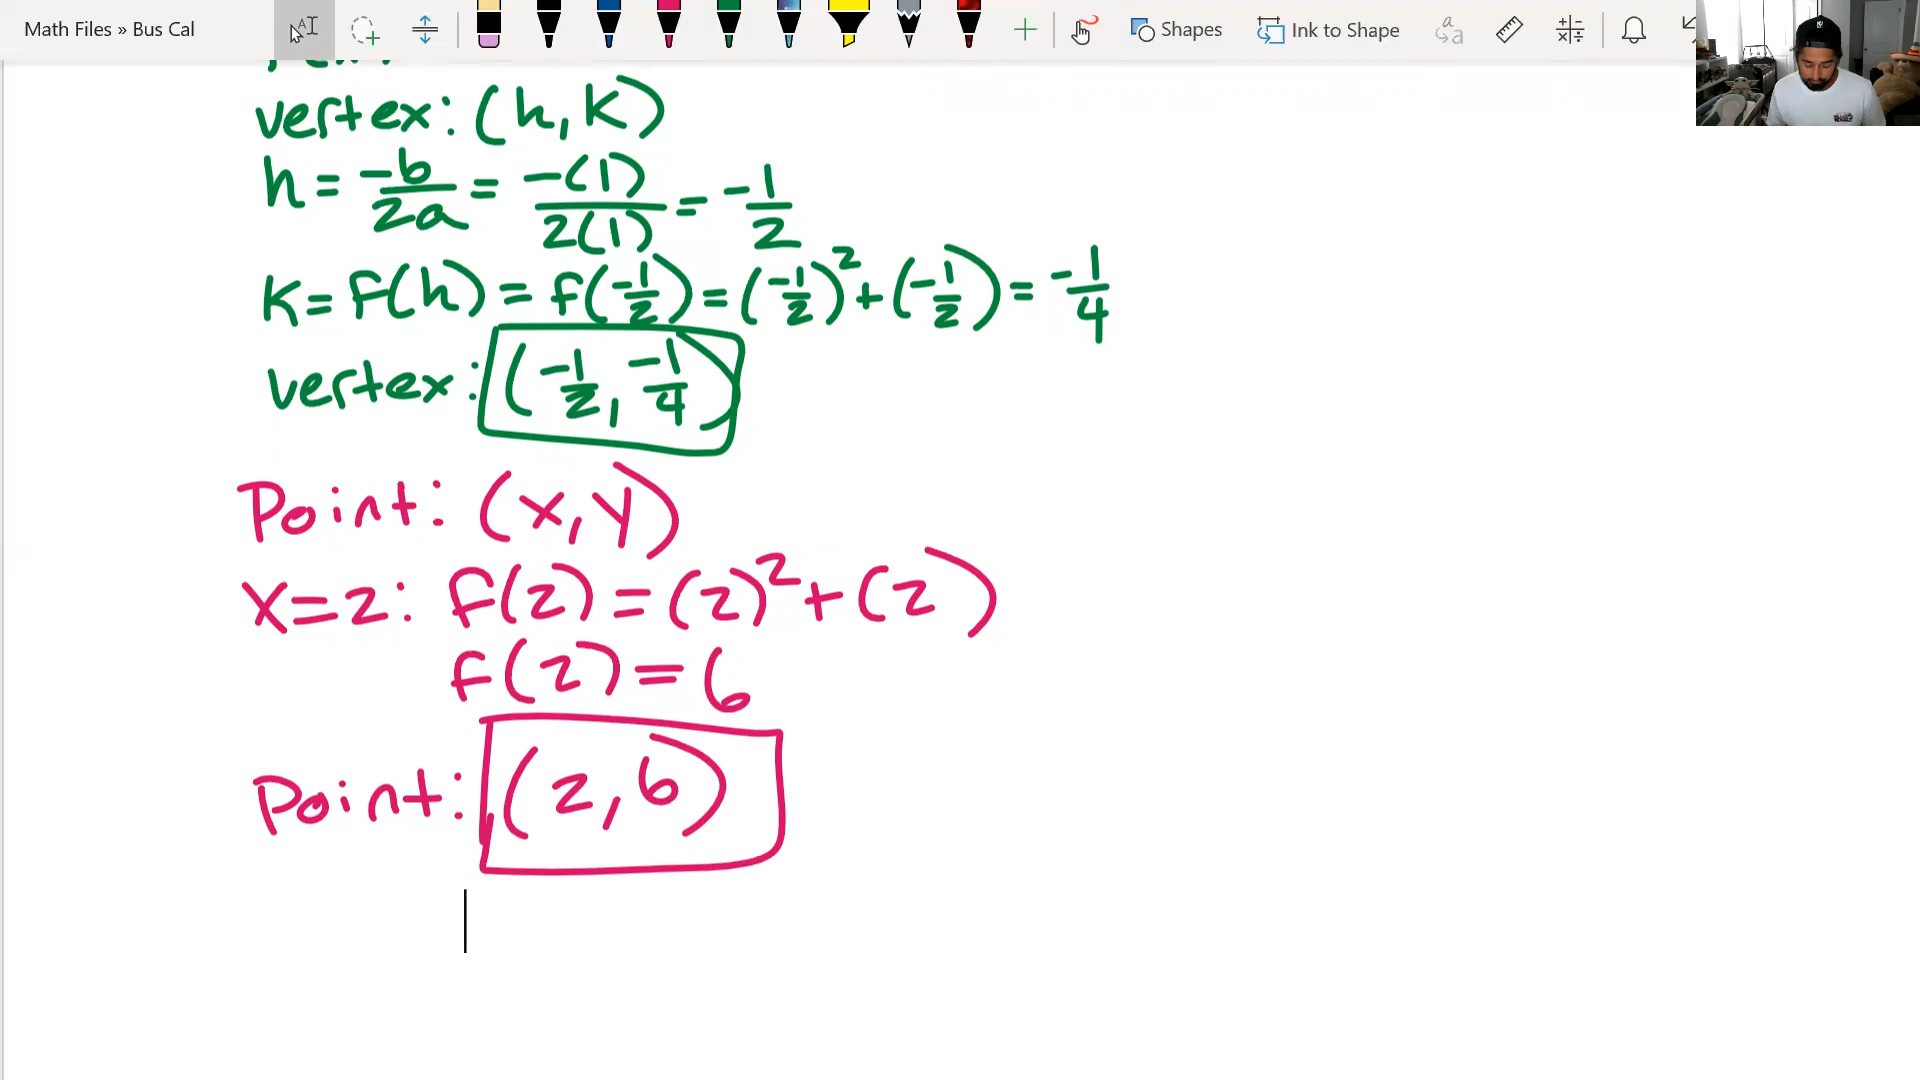 Math Files » Bus Cal
Shapes
Ink to Shape
vertex: (h, k)
h = -b/2a = -(1)/2(1) = -1/2
k = f(h) = f(-1/2) = (-1/2)² + (-1/2) = -1/4
vertex: (-1/2, -1/4)
Point: (x, y)
x=2: f(2) = (2)² + (2)
f(2) = 6
Point: (2, 6)